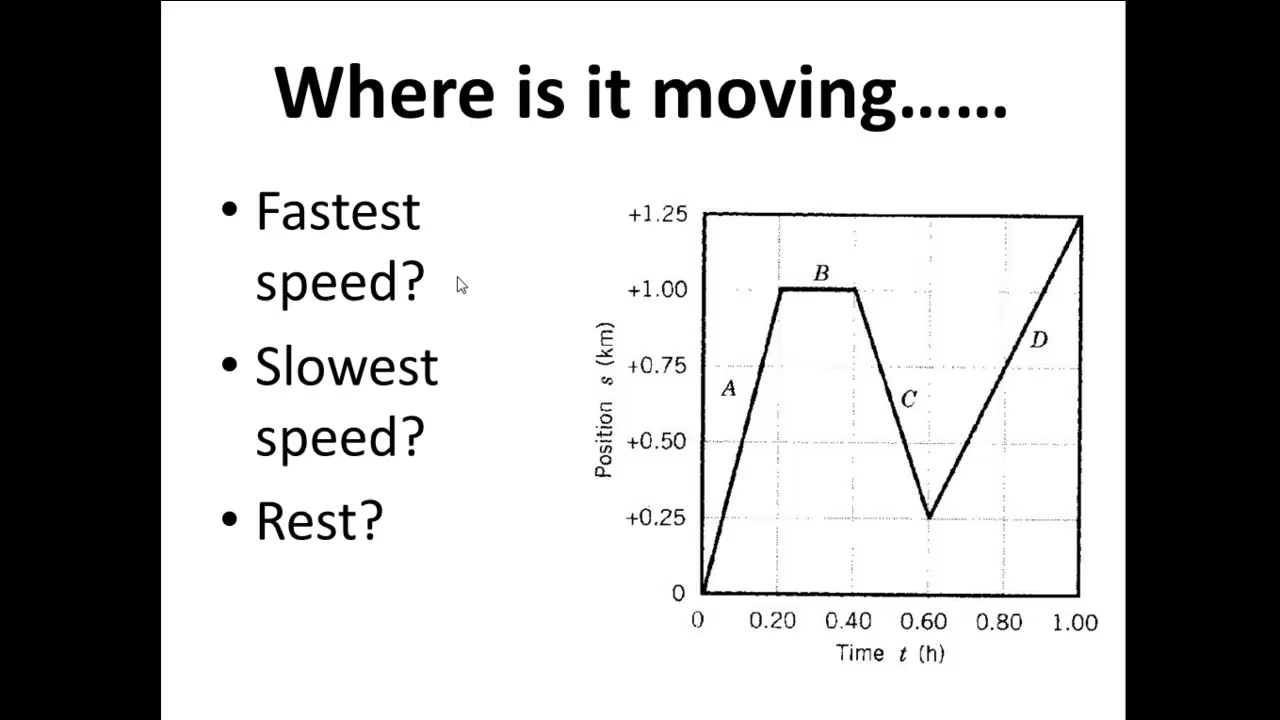 Where is it moving......
• Fastest
speed?
• Slowest
speed?
• Rest?
+1.25
+1.00
+0.75
+0.50
+0.25
0
Position s (km)
A
B
C
D
0 0.20 0.40 0.60 0.80 1.00
Time t (h)